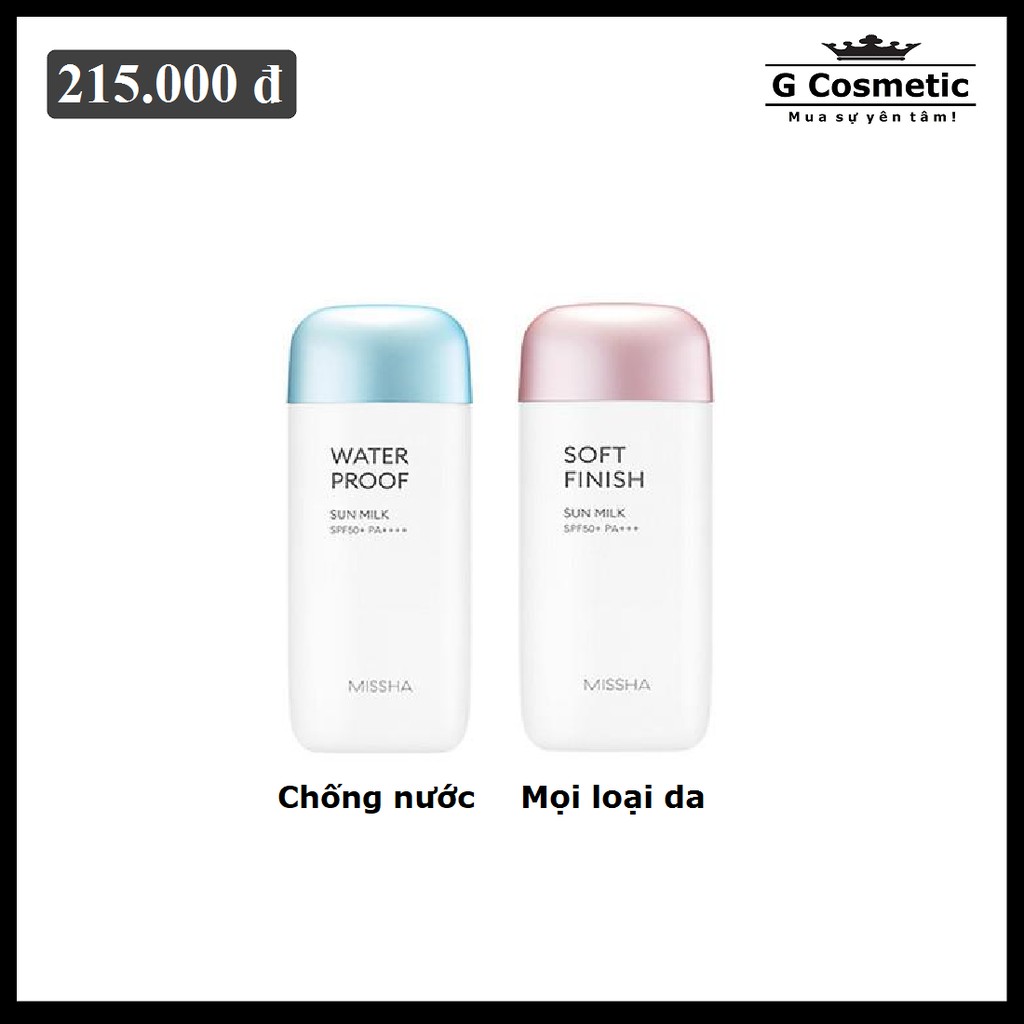 215.000 đ
G Cosmetic
Mua sự yên tâm!
WATER
PROOF
SUN MILK
SPF50+ PA++++
MISSHA
SOFT
FINISH
SUN MILK
SPF50+ PA+++
MISSHA
Chống nước
Mọi loại da